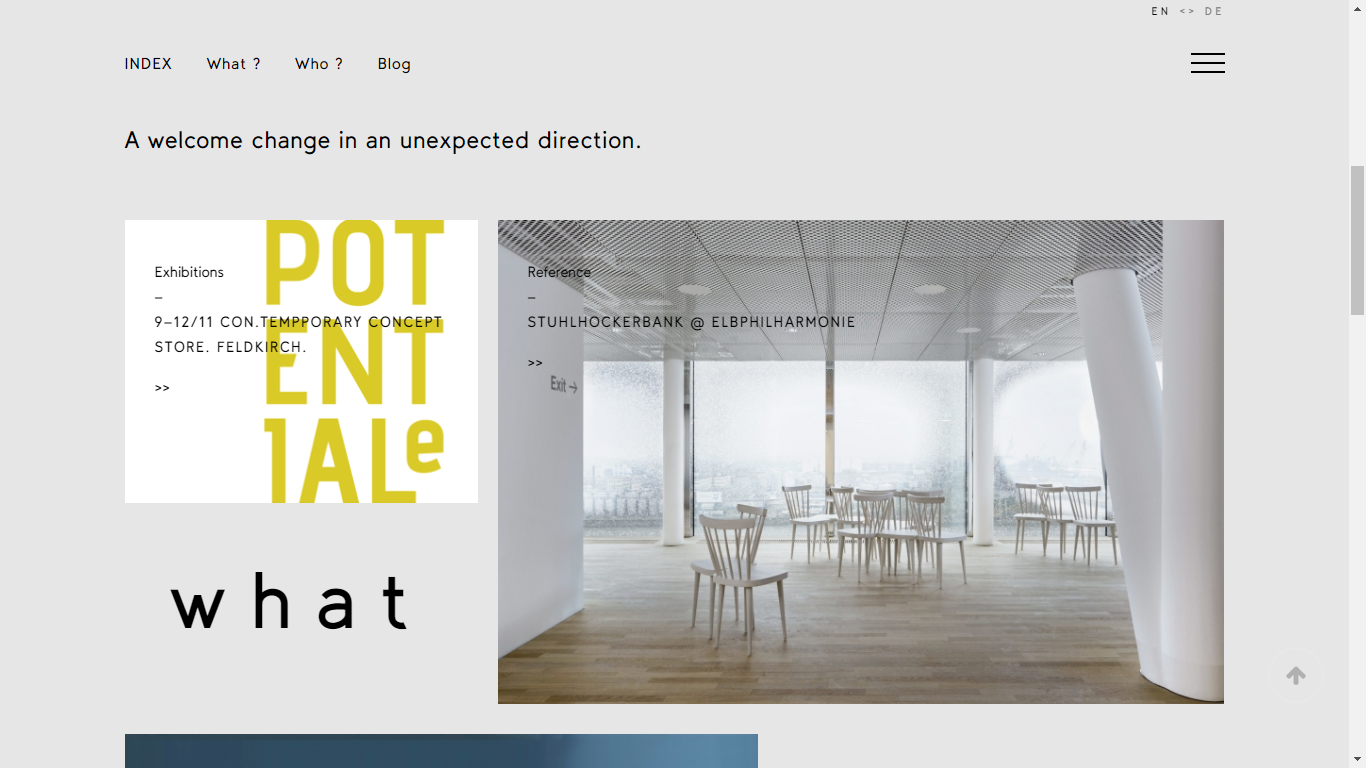 EN <> DE
INDEX What ? Who ? Blog
A welcome change in an unexpected direction.
POT
ENT
IALe
Exhibitions
–
9–12/11 CON.TEMPPORARY CONCEPT
STORE. FELDKIRCH.
>>
Reference
–
STUHLHOCKERBANK @ ELBPHILHARMONIE
>>
Exit →
what